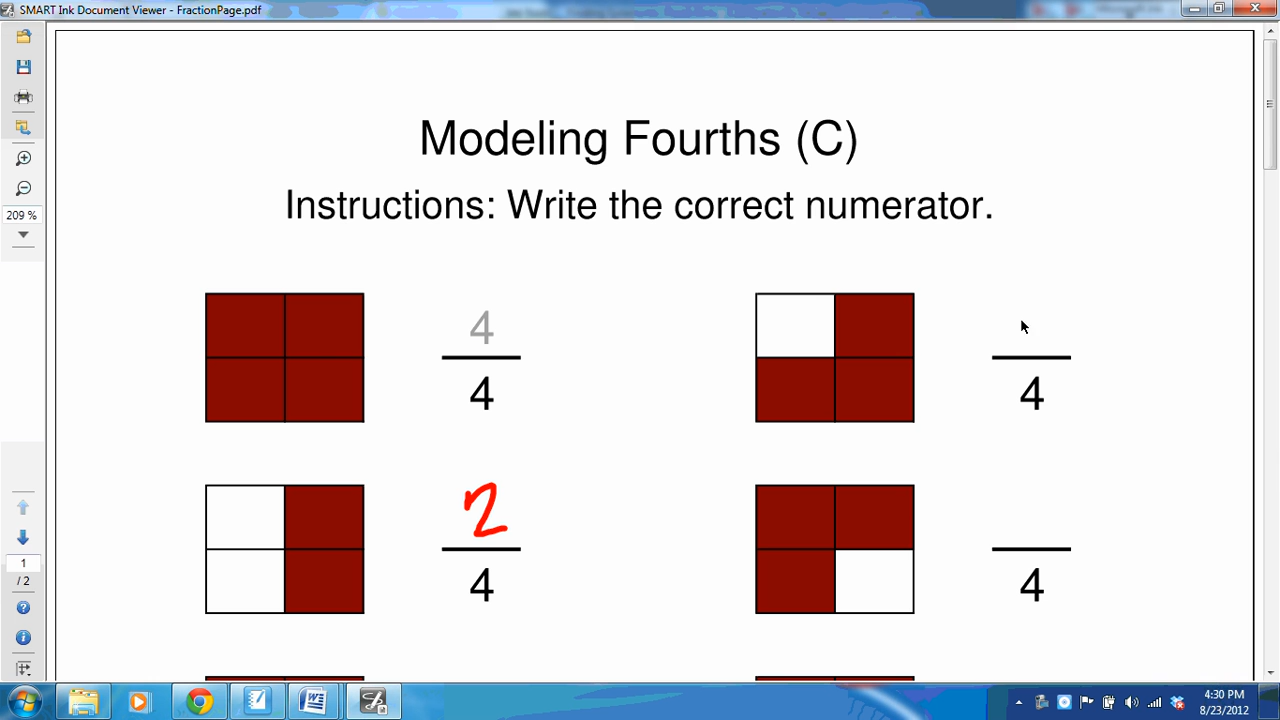 SMART Ink Document Viewer - FractionPage.pdf
209 %
1
/ 2
Modeling Fourths (C)
Instructions: Write the correct numerator.
4
4
4
2
4
4
4:30 PM
8/23/2012